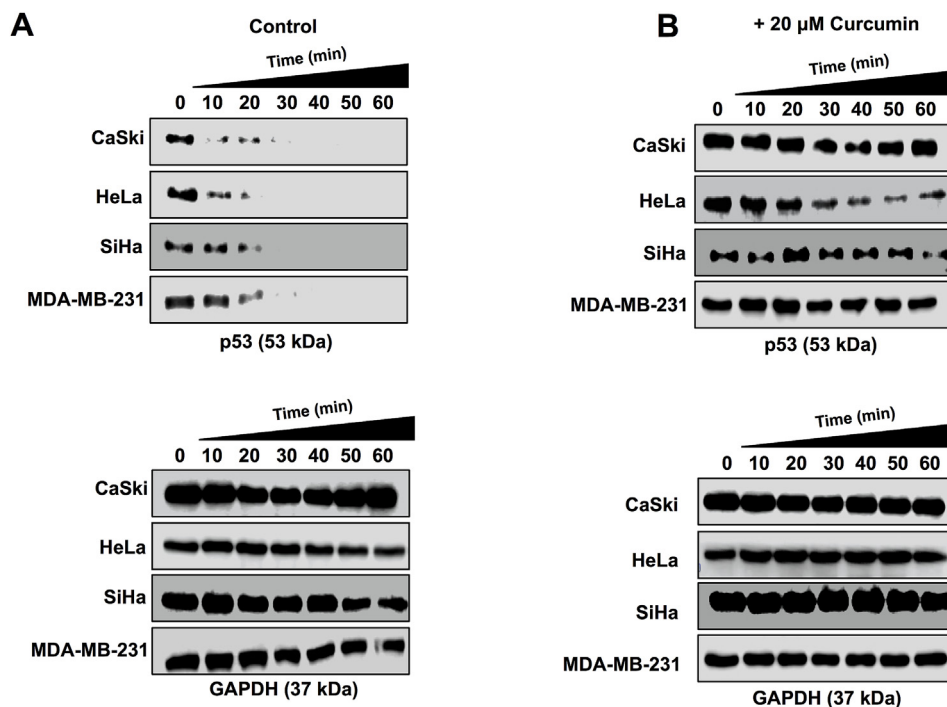 A
Control
Time (min)
0 10 20 30 40 50 60
CaSki
HeLa
SiHa
MDA-MB-231
p53 (53 kDa)
Time (min)
0 10 20 30 40 50 60
CaSki
HeLa
SiHa
MDA-MB-231
GAPDH (37 kDa)
B
+ 20 µM Curcumin
Time (min)
0 10 20 30 40 50 60
CaSki
HeLa
SiHa
MDA-MB-231
p53 (53 kDa)
Time (min)
0 10 20 30 40 50 60
CaSki
HeLa
SiHa
MDA-MB-231
GAPDH (37 kDa)